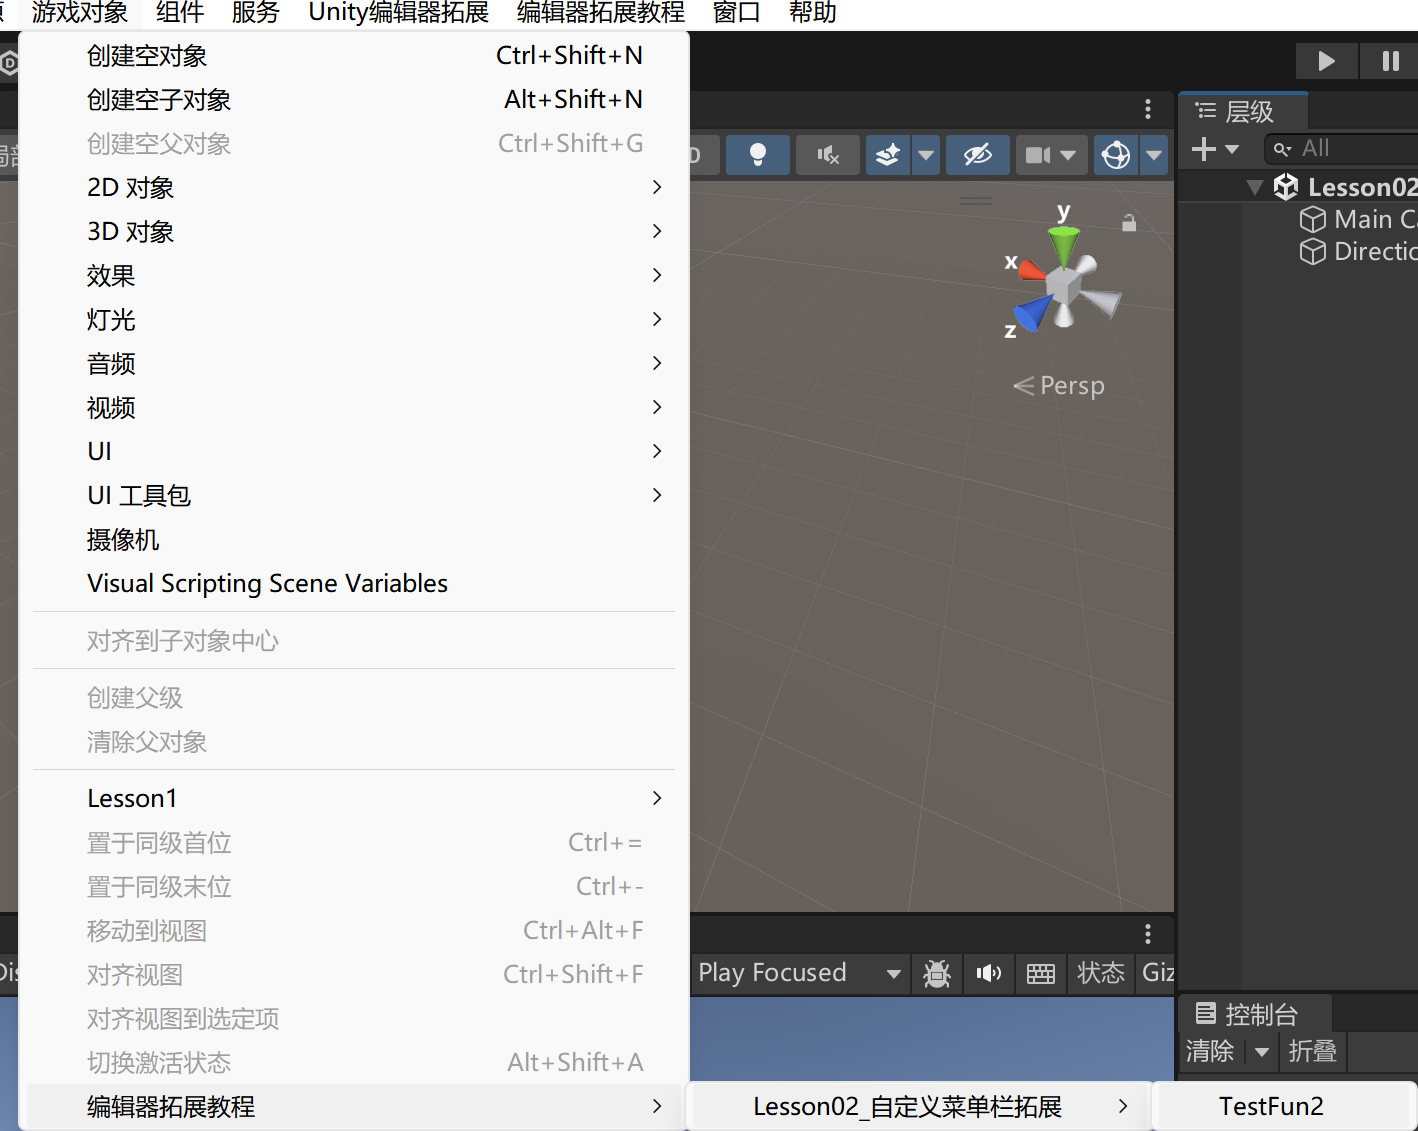 游戏对象 组件 服务 Unity编辑器拓展 编辑器拓展教程 窗口 帮助
创建空对象 Ctrl+Shift+N
创建空子对象 Alt+Shift+N
创建空父对象 Ctrl+Shift+G
2D 对象
3D 对象
效果
灯光
音频
视频
UI
UI 工具包
摄像机
Visual Scripting Scene Variables
对齐到子对象中心
创建父级
清除父对象
Lesson1
置于同级首位 Ctrl+=
置于同级末位 Ctrl+-
移动到视图 Ctrl+Alt+F
对齐视图 Ctrl+Shift+F
对齐视图到选定项
切换激活状态 Alt+Shift+A
编辑器拓展教程
Lesson02_自定义菜单栏拓展
TestFun2
y
x
z
Persp
层级
All
Lesson02
Main
Play Focused
状态
控制台
清除 折叠